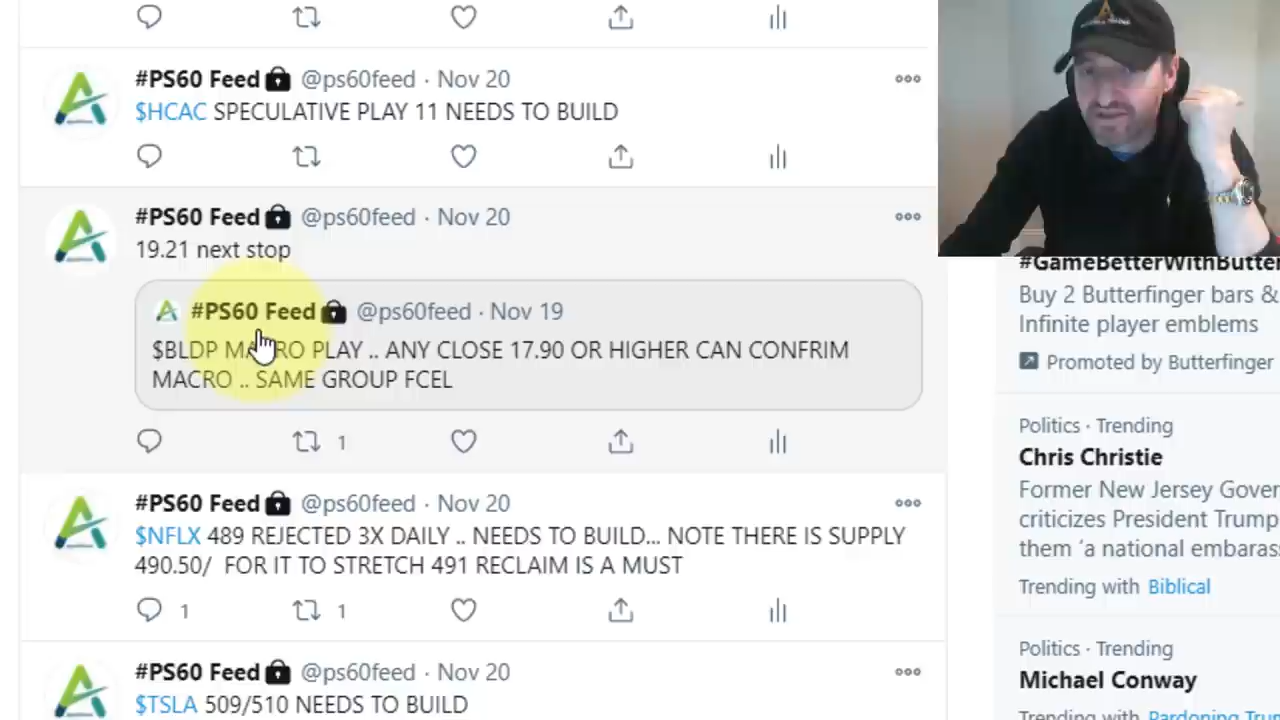 #PS60 Feed @ps60feed · Nov 20
$HCAC SPECULATIVE PLAY 11 NEEDS TO BUILD
#PS60 Feed @ps60feed · Nov 20
19.21 next stop
#PS60 Feed @ps60feed · Nov 19
$BLDP MACRO PLAY .. ANY CLOSE 17.90 OR HIGHER CAN CONFRIM
MACRO .. SAME GROUP FCEL
1
#PS60 Feed @ps60feed · Nov 20
$NFLX 489 REJECTED 3X DAILY .. NEEDS TO BUILD... NOTE THERE IS SUPPLY
490.50/ FOR IT TO STRETCH 491 RECLAIM IS A MUST
1 1
#PS60 Feed @ps60feed · Nov 20
$TSLA 509/510 NEEDS TO BUILD
#GameBetterWithButter
Buy 2 Butterfinger bars &
Infinite player emblems
Promoted by Butterfinger
Politics · Trending
Chris Christie
Former New Jersey Gover
criticizes President Trump
them 'a national embaras
Trending with Biblical
Politics · Trending
Michael Conway
Trending with Pardoning Tru